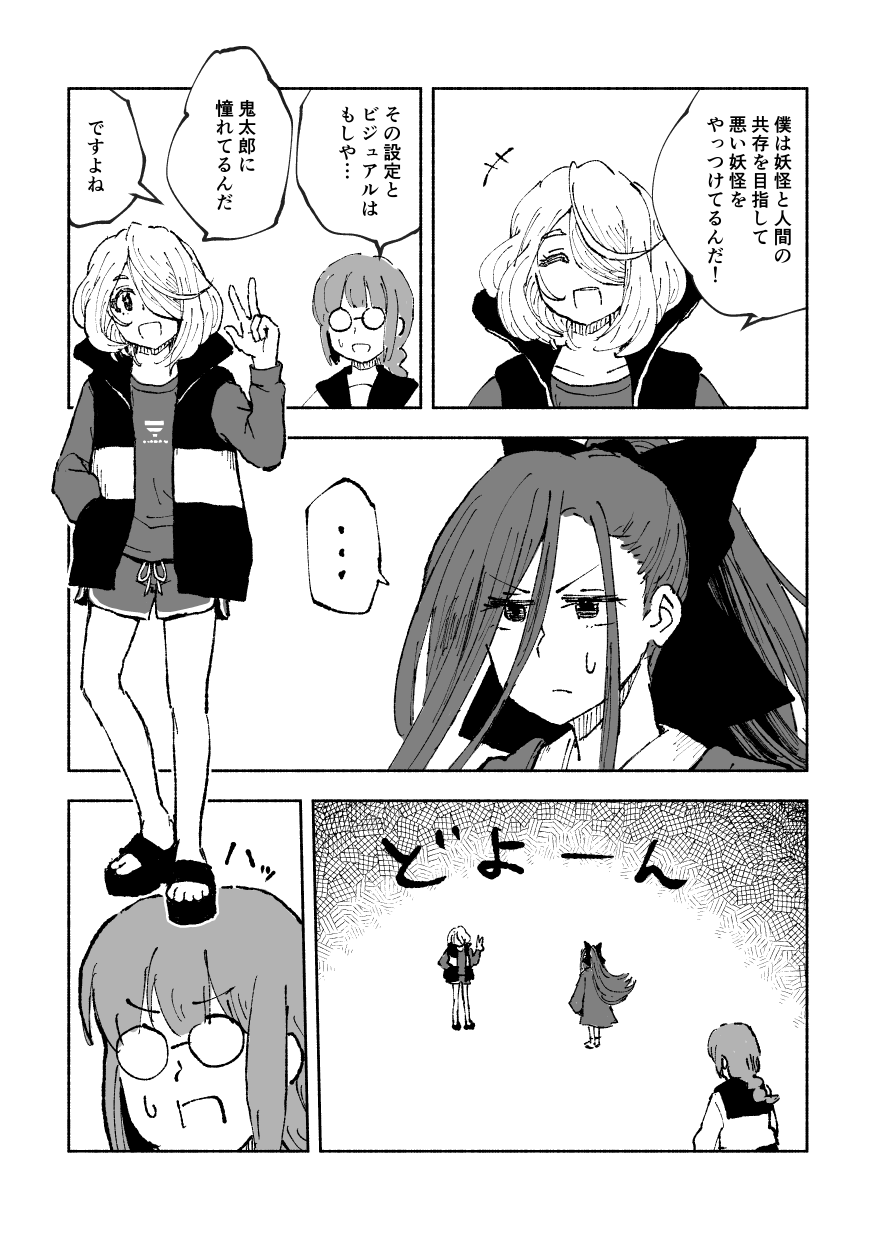 僕は妖怪と人間の
共存を目指して
悪い妖怪を
やっつけてるんだ！
その設定と
ビジュアルは
もしや…
鬼太郎に
憧れてるんだ
ですよね
…
どよーん
ハッ